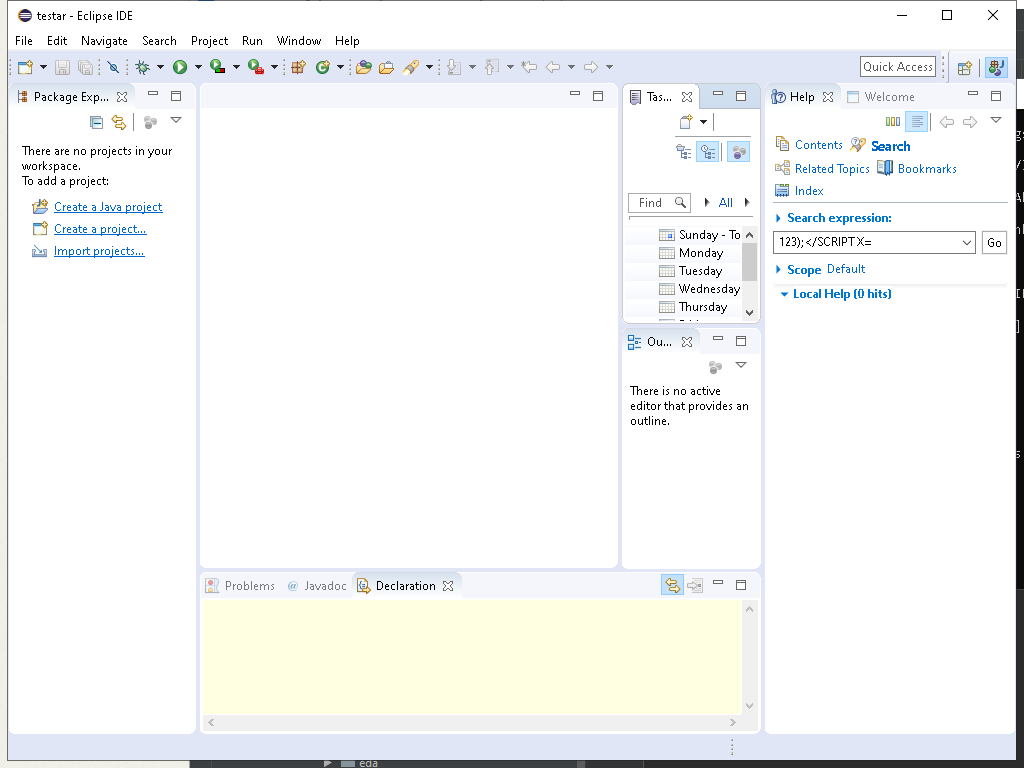 testar - Eclipse IDE
File Edit Navigate Search Project Run Window Help
Quick Access
Package Exp...
There are no projects in your
workspace.
To add a project:
Create a Java project
Create a project...
Import projects...
Tas...
Find
All
Sunday - To
Monday
Tuesday
Wednesday
Thursday
Ou...
There is no active
editor that provides an
outline.
Help Welcome
Contents Search
Related Topics Bookmarks
Index
Search expression:
123);</SCRIPT X=
Go
Scope Default
Local Help (0 hits)
Problems @ Javadoc Declaration
eda